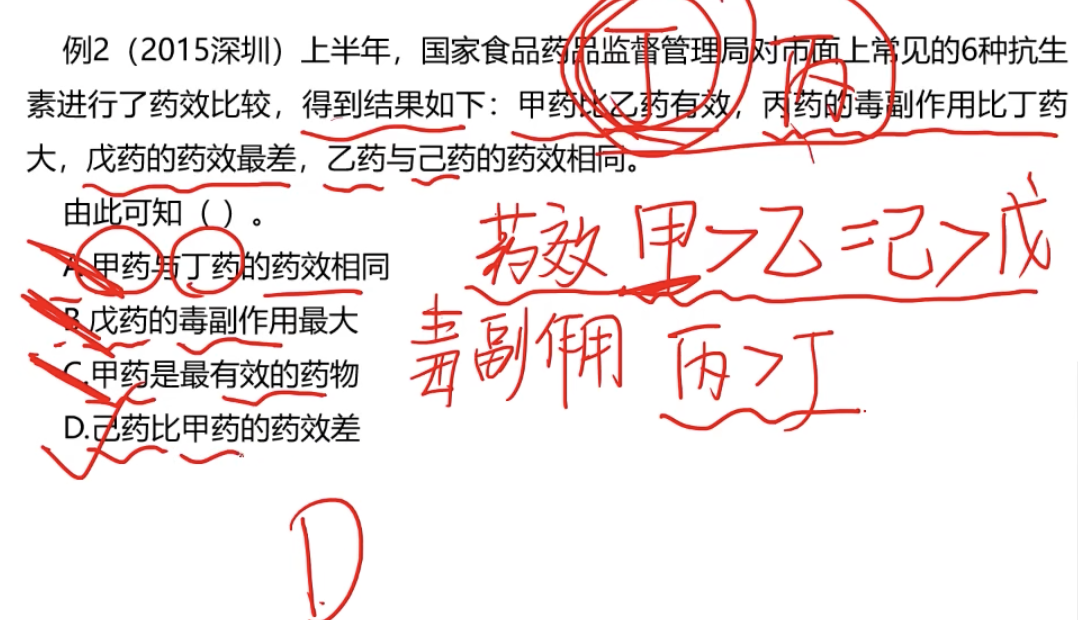 例2（2015深圳）上半年，国家食品药品监督管理局对市面上常见的6种抗生
丁 丙
素进行了药效比较，得到结果如下：甲药比乙药有效，丙药的毒副作用比丁药
大，戊药的药效最差，乙药与己药的药效相同。
由此可知（ ）。
药效 甲>乙=己>戊
A.甲药与丁药的药效相同
B.戊药的毒副作用最大
毒副作用 丙>丁
C.甲药是最有效的药物
D.己药比甲药的药效差
D